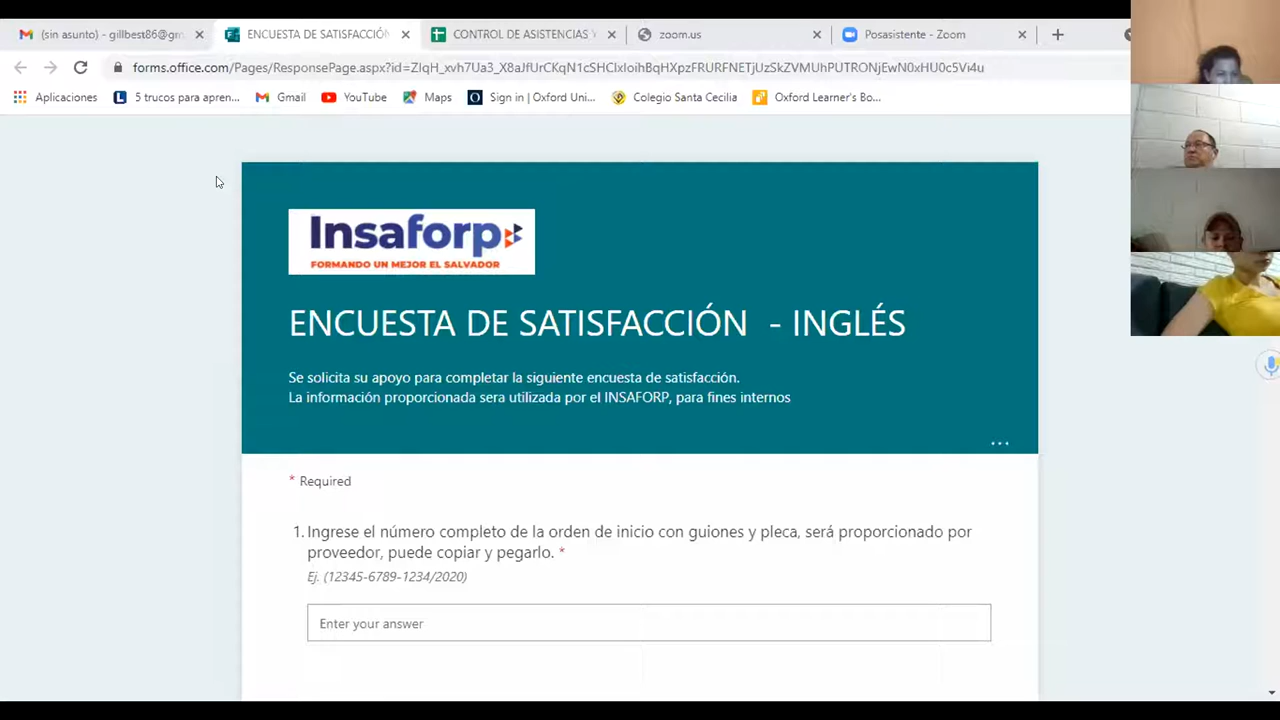 (sin asunto) - gillbest86@gm
ENCUESTA DE SATISFACCIÓN
CONTROL DE ASISTENCIAS Y
zoom.us
Posasistente - Zoom
forms.office.com/Pages/ResponsePage.aspx?id=ZIqH_xvh7Ua3_X8aJfUrCKqN1cSHClxIoihBqHXpzFRURFNETjUzSkZVMUhPUTRONjEwN0xHU0c5Vi4u
Aplicaciones
5 trucos para apren...
Gmail
YouTube
Maps
Sign in | Oxford Uni...
Colegio Santa Cecilia
Oxford Learner's Bo...
Insaforp
FORMANDO UN MEJOR EL SALVADOR
ENCUESTA DE SATISFACCIÓN - INGLÉS
Se solicita su apoyo para completar la siguiente encuesta de satisfacción.
La información proporcionada sera utilizada por el INSAFORP, para fines internos
...
* Required
1. Ingrese el número completo de la orden de inicio con guiones y pleca, será proporcionado por
proveedor, puede copiar y pegarlo. *
Ej. (12345-6789-1234/2020)
Enter your answer